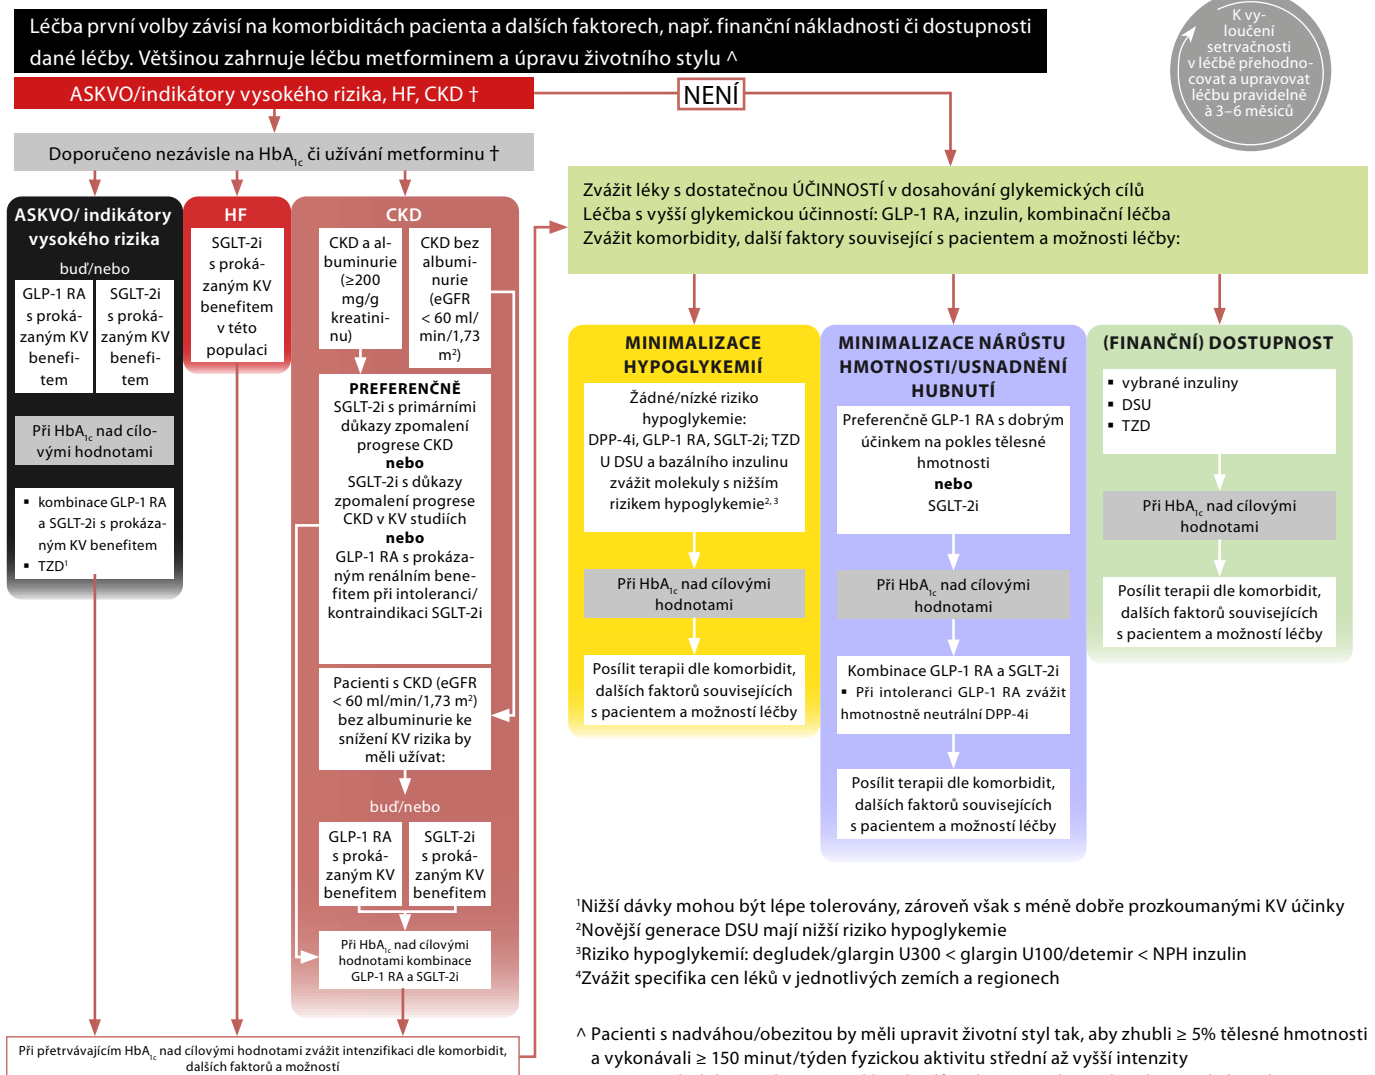 Léčba první volby závisí na komorbiditách pacienta a dalších faktorech, např. finanční nákladnosti či dostupnosti
dané léčby. Většinou zahrnuje léčbu metforminem a úpravu životního stylu ^
K vy-
loučení
setrvačnosti
v léčbě přehodno-
covat a upravovat
léčbu pravidelně
à 3–6 měsíců
ASKVO/indikátory vysokého rizika, HF, CKD †
NENÍ
Doporučeno nezávisle na HbA1c či užívání metforminu †
ASKVO/ indikátory
vysokého rizika
buď/nebo
GLP-1 RA
s proká-
zaným KV
benefi-
tem
SGLT-2i
s proká-
zaným KV
benefi-
tem
Při HbA1c nad cílo-
vými hodnotami
▪ kombinace GLP-1 RA
a SGLT-2i s prokáza-
ným KV benefitem
▪ TZD¹
HF
SGLT-2i
s proká-
zaným KV
benefitem
v této
populaci
CKD
CKD a al-
buminurie
(≥200
mg/g
kreatini-
nu)
CKD bez
albumi-
nurie
(eGFR
< 60 ml/
min/1,73
m²)
PREFERENČNĚ
SGLT-2i s primárními
důkazy zpomalení
progrese CKD
nebo
SGLT-2i s důkazy
zpomalení progrese
CKD v KV studiích
nebo
GLP-1 RA s prokáza-
ným renálním bene-
fitem při intoleranci/
kontraindikaci SGLT-2i
Pacienti s CKD (eGFR
< 60 ml/min/1,73 m²)
bez albuminurie ke
snížení KV rizika by
měli užívat:
buď/nebo
GLP-1 RA
s proká-
zaným KV
benefitem
SGLT-2i
s proká-
zaným KV
benefitem
Při HbA1c nad cílovými
hodnotami kombinace
GLP-1 RA a SGLT-2i
Při přetrvávajícím HbA1c nad cílovými hodnotami zvážit intenzifikaci dle komorbidit,
dalších faktorů a možností
Zvážit léky s dostatečnou ÚČINNOSTÍ v dosahování glykemických cílů
Léčba s vyšší glykemickou účinností: GLP-1 RA, inzulin, kombinační léčba
Zvážit komorbidity, další faktory související s pacientem a možnosti léčby:
MINIMALIZACE
HYPOGLYKEMIÍ
Žádné/nízké riziko
hypoglykemie:
DPP-4i, GLP-1 RA, SGLT-2i; TZD
U DSU a bazálního inzulinu
zvážit molekuly s nižším
rizikem hypoglykemie²,³
Při HbA1c nad cílovými
hodnotami
Posílit terapii dle komorbidit,
dalších faktorů souvisejících
s pacientem a možností léčby
MINIMALIZACE NÁRŮSTU
HMOTNOSTI/USNADNĚNÍ
HUBNUTÍ
Preferenčně GLP-1 RA s dobrým
účinkem na pokles tělesné
hmotnosti
nebo
SGLT-2i
Při HbA1c nad cílovými
hodnotami
Kombinace GLP-1 RA a SGLT-2i
▪ Při intoleranci GLP-1 RA zvážit
hmotnostně neutrální DPP-4i
Posílit terapii dle komorbidit,
dalších faktorů souvisejících
s pacientem a možností léčby
(FINANČNÍ) DOSTUPNOST
▪ vybrané inzuliny
▪ DSU
▪ TZD
Při HbA1c nad cílovými
hodnotami
Posílit terapii dle komorbidit,
dalších faktorů souvisejících
s pacientem a možností léčby
¹Nižší dávky mohou být lépe tolerovány, zároveň však s méně dobře prozkoumanými KV účinky
²Novější generace DSU mají nižší riziko hypoglykemie
³Riziko hypoglykemií: degludek/glargin U300 < glargin U100/detemir < NPH inzulin
⁴Zvážit specifika cen léků v jednotlivých zemích a regionech
^ Pacienti s nadváhou/obezitou by měli upravit životní styl tak, aby zhubli ≥ 5% tělesné hmotnosti
a vykonávali ≥ 150 minut/týden fyzickou aktivitu střední až vyšší intenzity